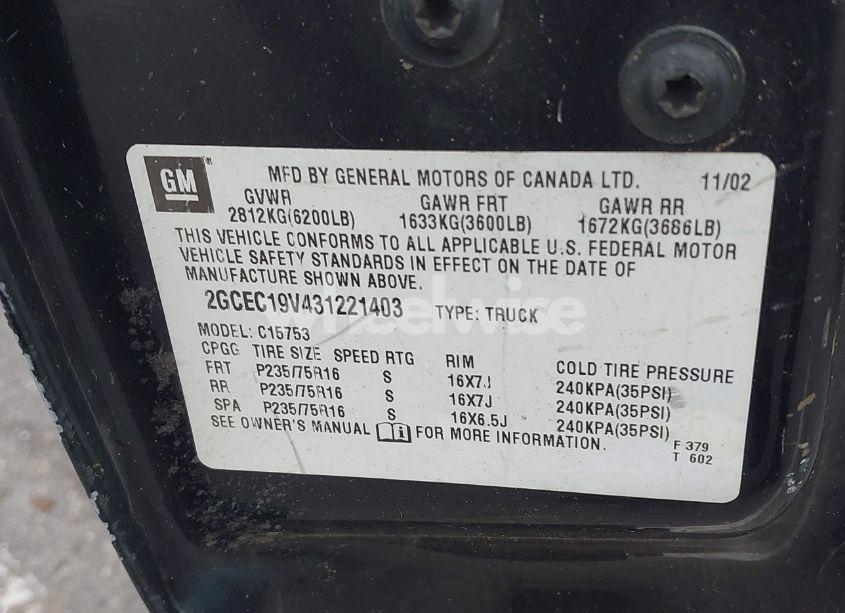 GM
MFD BY GENERAL MOTORS OF CANADA LTD. 11/02
GVWR GAWR FRT GAWR RR
2812KG(6200LB) 1633KG(3600LB) 1672KG(3686LB)
THIS VEHICLE CONFORMS TO ALL APPLICABLE U.S. FEDERAL MOTOR
VEHICLE SAFETY STANDARDS IN EFFECT ON THE DATE OF
MANUFACTURE SHOWN ABOVE.
2GCEC19V431221403 TYPE: TRUCK
MODEL: C15753
CPGG TIRE SIZE SPEED RTG RIM COLD TIRE PRESSURE
FRT P235/75R16 S 16X7J 240KPA(35PSI)
RR P235/75R16 S 16X7J 240KPA(35PSI)
SPA P235/75R16 S 16X6.5J 240KPA(35PSI)
SEE OWNER'S MANUAL FOR MORE INFORMATION.
F 379
T 602
wheelwise